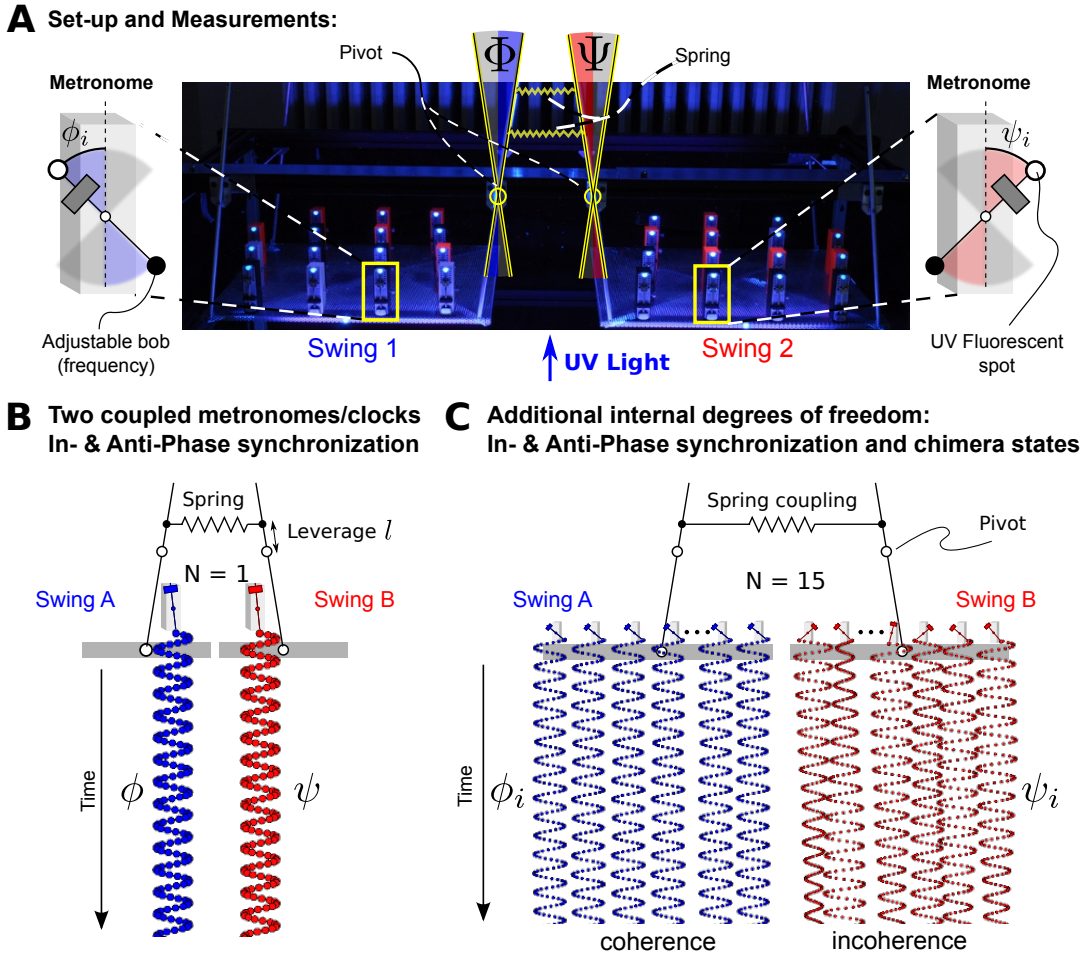 A Set-up and Measurements:
Pivot
Φ
Ψ
Spring
Metronome
Metronome
ϕi
ψi
Adjustable bob
(frequency)
Swing 1
UV Light
Swing 2
UV Fluorescent
spot
B Two coupled metronomes/clocks
In- & Anti-Phase synchronization
Spring
Leverage l
N = 1
Swing A
Swing B
Time
ϕ
ψ
C Additional internal degrees of freedom:
In- & Anti-Phase synchronization and chimera states
Spring coupling
Pivot
N = 15
Swing A
Swing B
Time
ϕi
ψi
coherence
incoherence